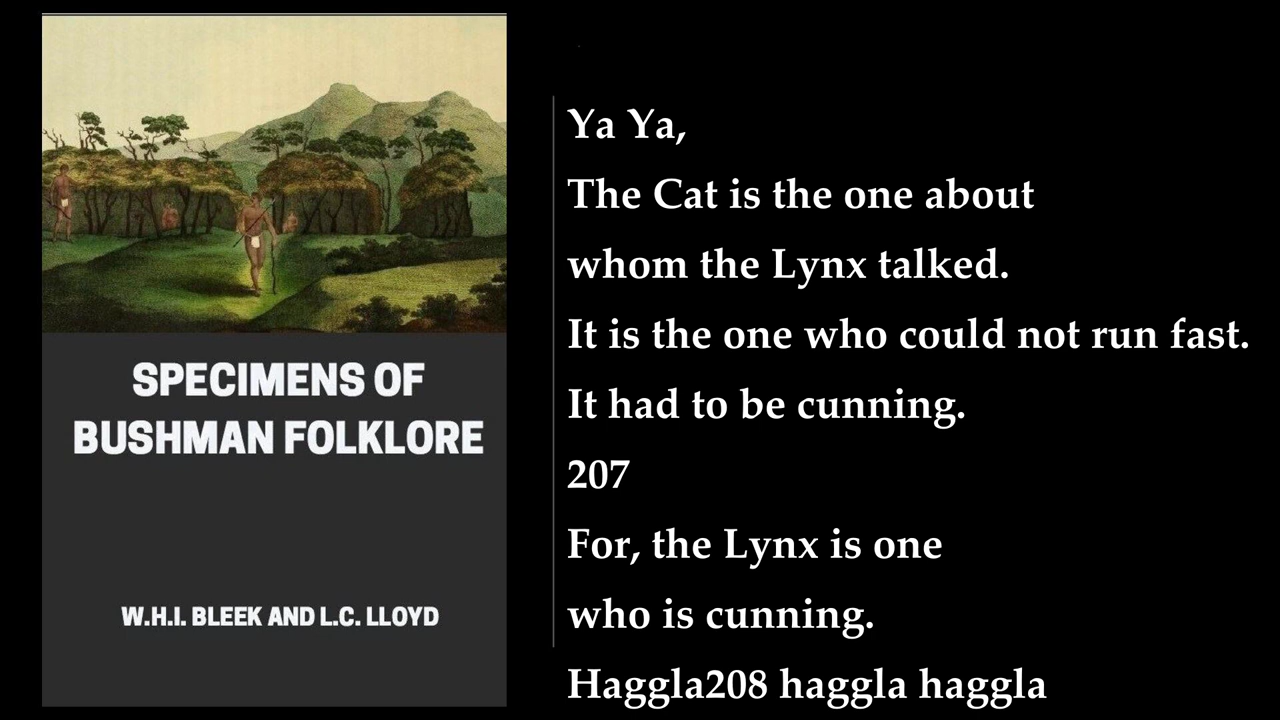 SPECIMENS OF
BUSHMAN FOLKLORE
W.H.I. BLEEK AND L.C. LLOYD
Ya Ya,
The Cat is the one about
whom the Lynx talked.
It is the one who could not run fast.
It had to be cunning.
207
For, the Lynx is one
who is cunning.
Haggla208 haggla haggla